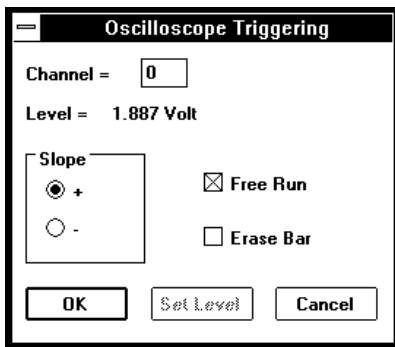 Oscilloscope Triggering
Channel = 0
Level = 1.887 Volt
Slope
+
Free Run
-
Erase Bar
OK Set Level Cancel